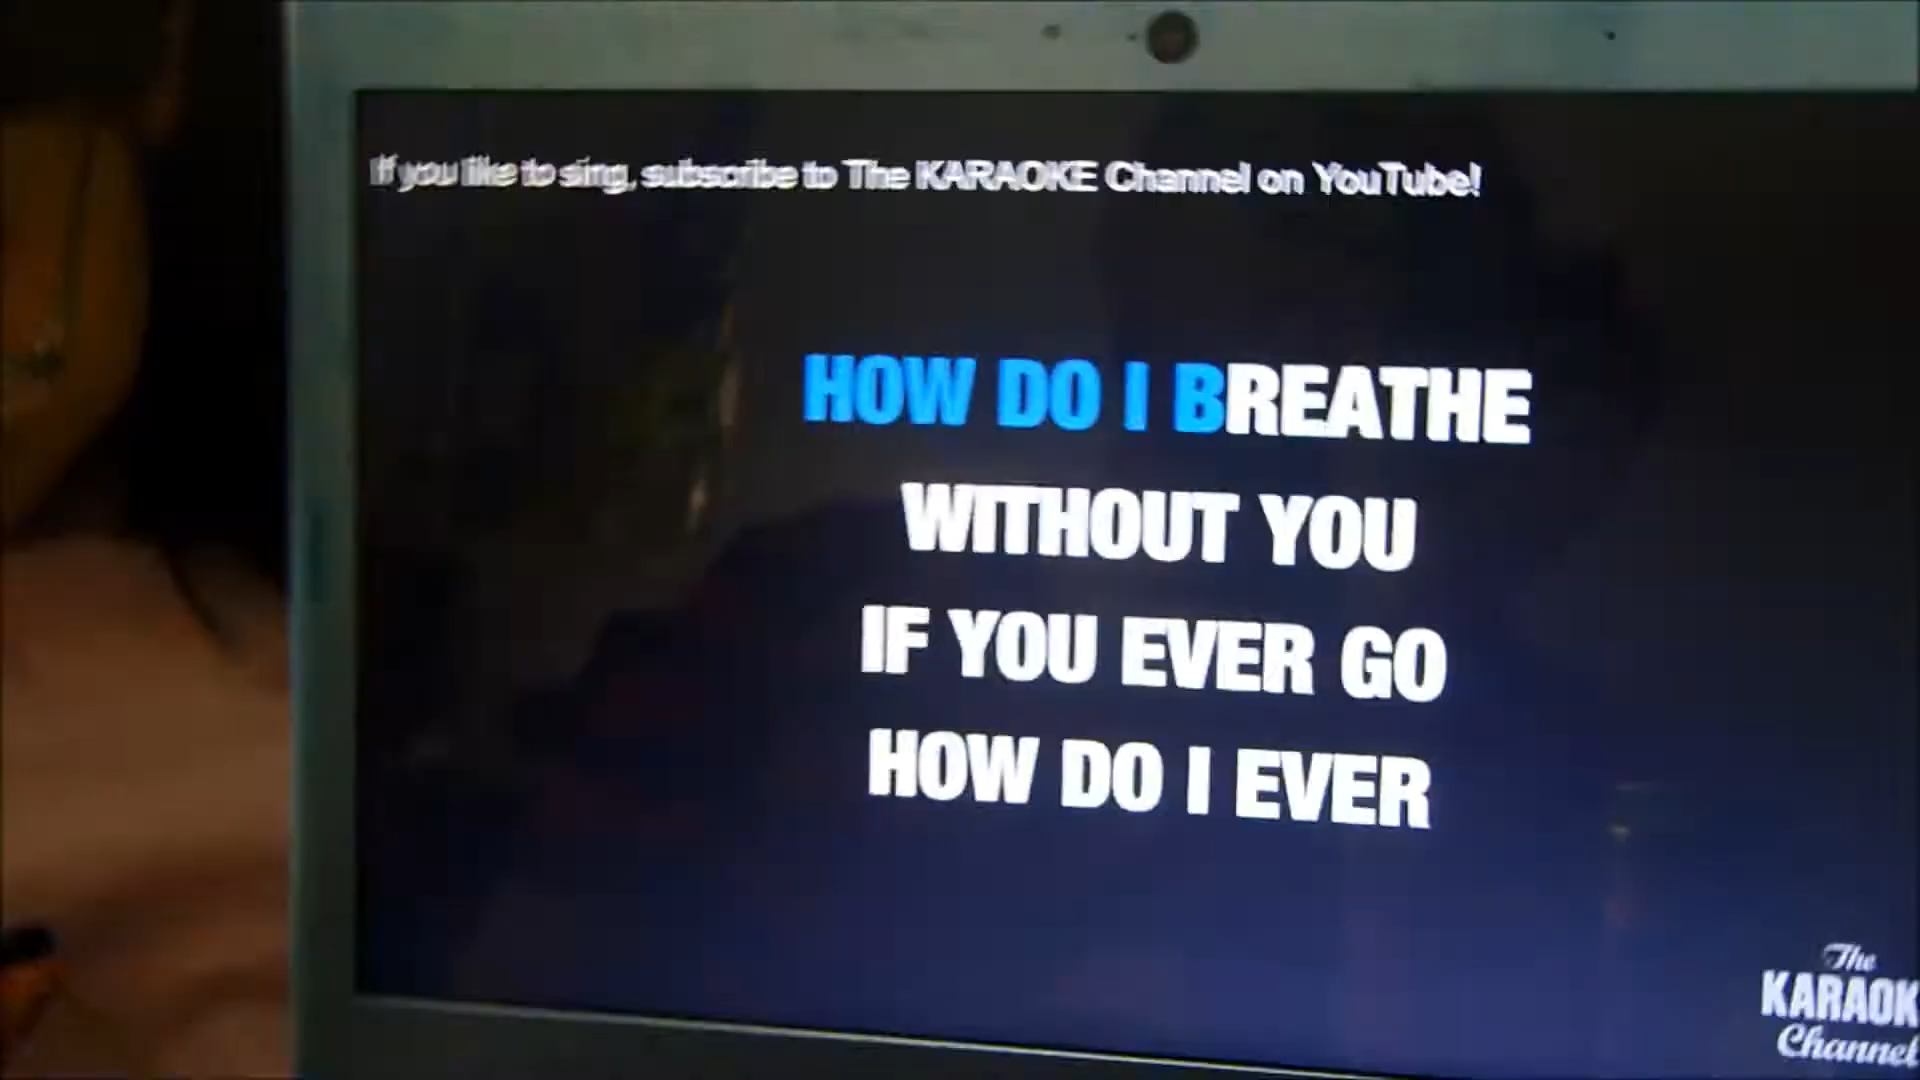 If you like to sing, subscribe to The KARAOKE Channel on YouTube!
HOW DO I BREATHE
WITHOUT YOU
IF YOU EVER GO
HOW DO I EVER
The
KARAOK
Channel